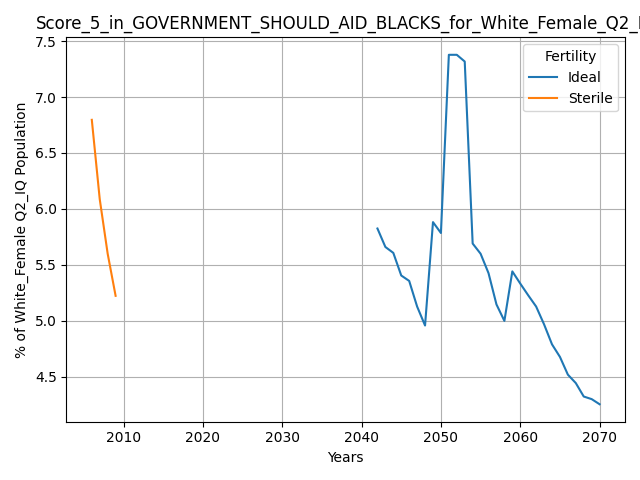 Score_5_in_GOVERNMENT_SHOULD_AID_BLACKS_for_White_Female_Q2_I
7.5
7.0
6.5
6.0
5.5
5.0
4.5
% of White_Female Q2_IQ Population
Fertility
Ideal
Sterile
2010
2020
2030
2040
2050
2060
2070
Years